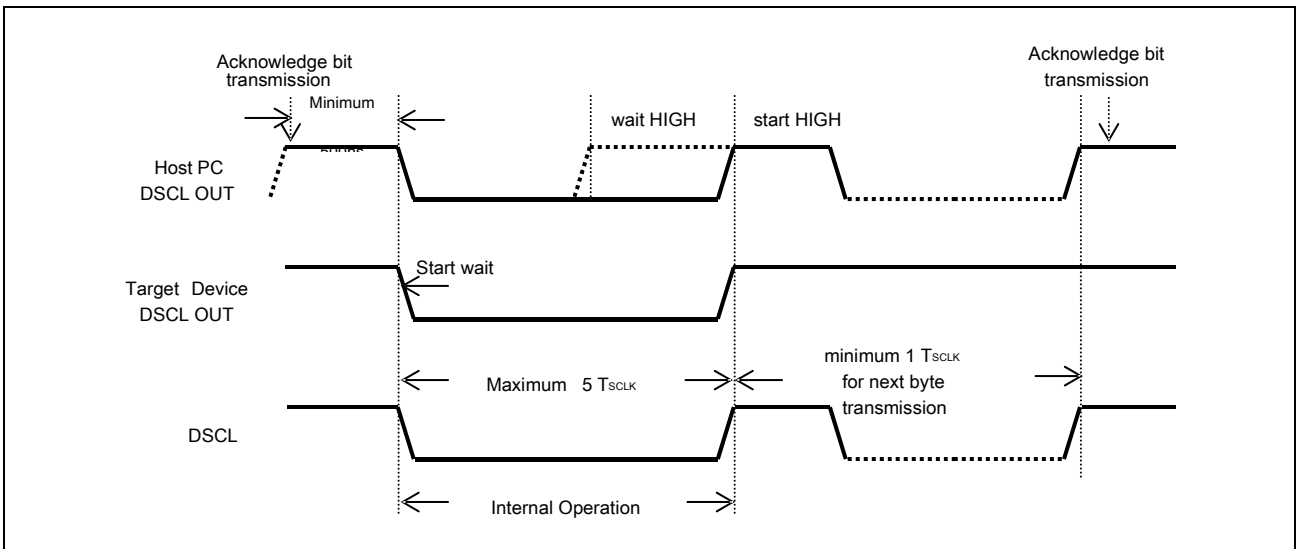 Acknowledge bit
transmission
Acknowledge bit
transmission
Minimum
wait HIGH
start HIGH
Host PC
DSCL OUT
Start wait
Target Device
DSCL OUT
Maximum 5 TSCLK
minimum 1 TSCLK
for next byte
transmission
DSCL
Internal Operation